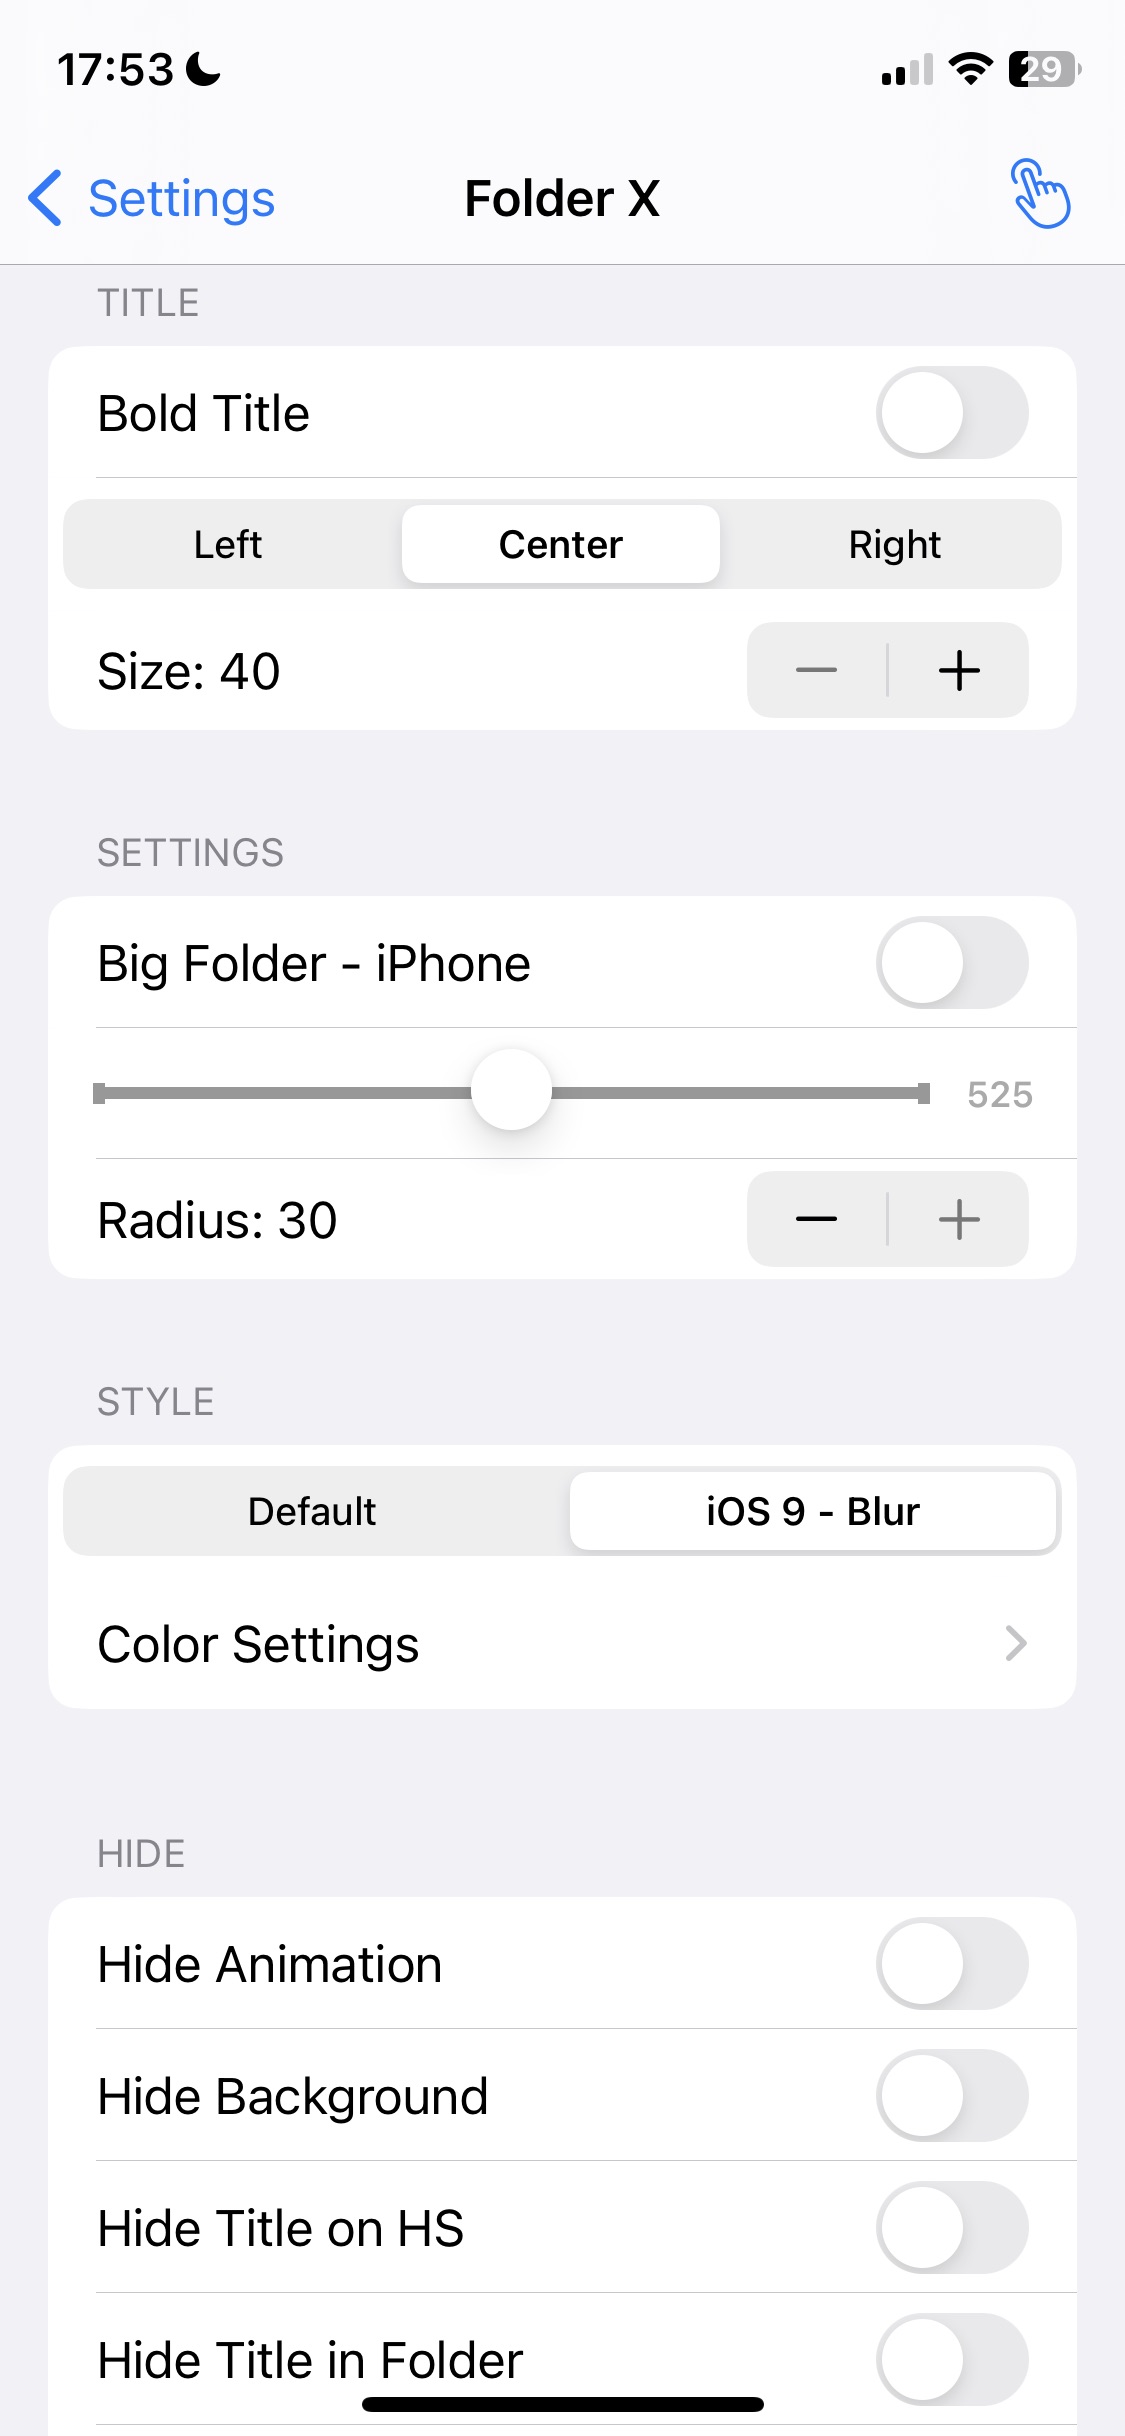 17:53
29
Settings
Folder X
TITLE
Bold Title
Left Center Right
Size: 40
SETTINGS
Big Folder - iPhone
525
Radius: 30
STYLE
Default iOS 9 - Blur
Color Settings
HIDE
Hide Animation
Hide Background
Hide Title on HS
Hide Title in Folder